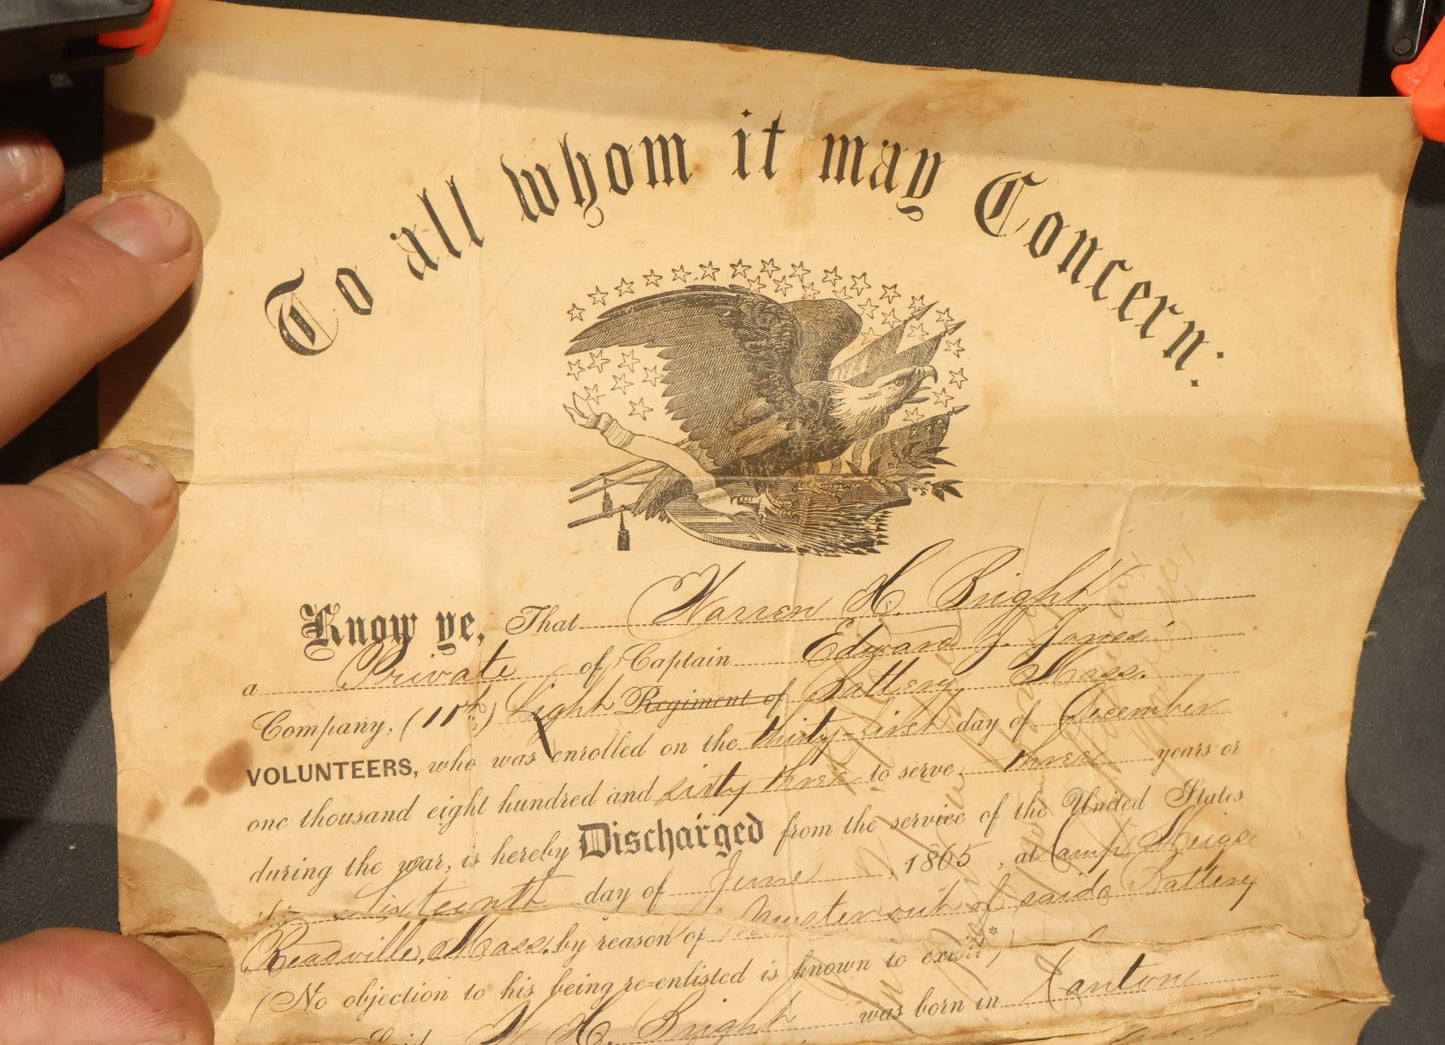 To all whom it may Concern:
Know ye, That Warren H. Bright
a Private of Captain Edward J. Jones'
Company, (11th) Light Regiment of Battery Mass.
VOLUNTEERS, who was enrolled on the thirty-first day of December
one thousand eight hundred and sixty three to serve three years or
during the war, is hereby Discharged from the service of the United States
sixteenth day of June, 1865, at Camp Meigs
Readville, Mass. by reason of Muster out of said Battery
(No objection to his being re-enlisted is known to exist*)
Said W. H. Bright was born in Canton